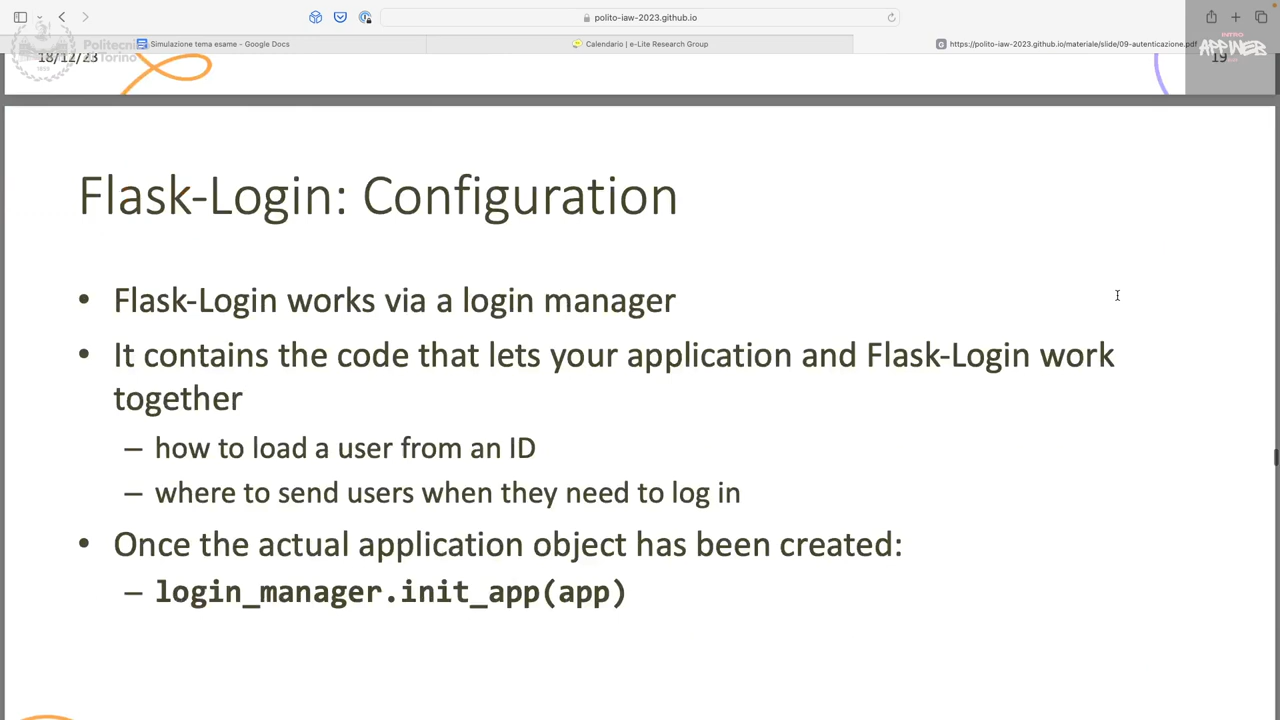 polito-iaw-2023.github.io
Simulazione tema esame - Google Docs
Calendario | e-Lite Research Group
https://polito-iaw-2023.github.io/materiale/slide/09-autenticazione.pdf
Politecnico
Torino
INTRO
APPWEB
18/12/23
19
Flask-Login: Configuration
• Flask-Login works via a login manager
• It contains the code that lets your application and Flask-Login work
together
– how to load a user from an ID
– where to send users when they need to log in
• Once the actual application object has been created:
– login_manager.init_app(app)